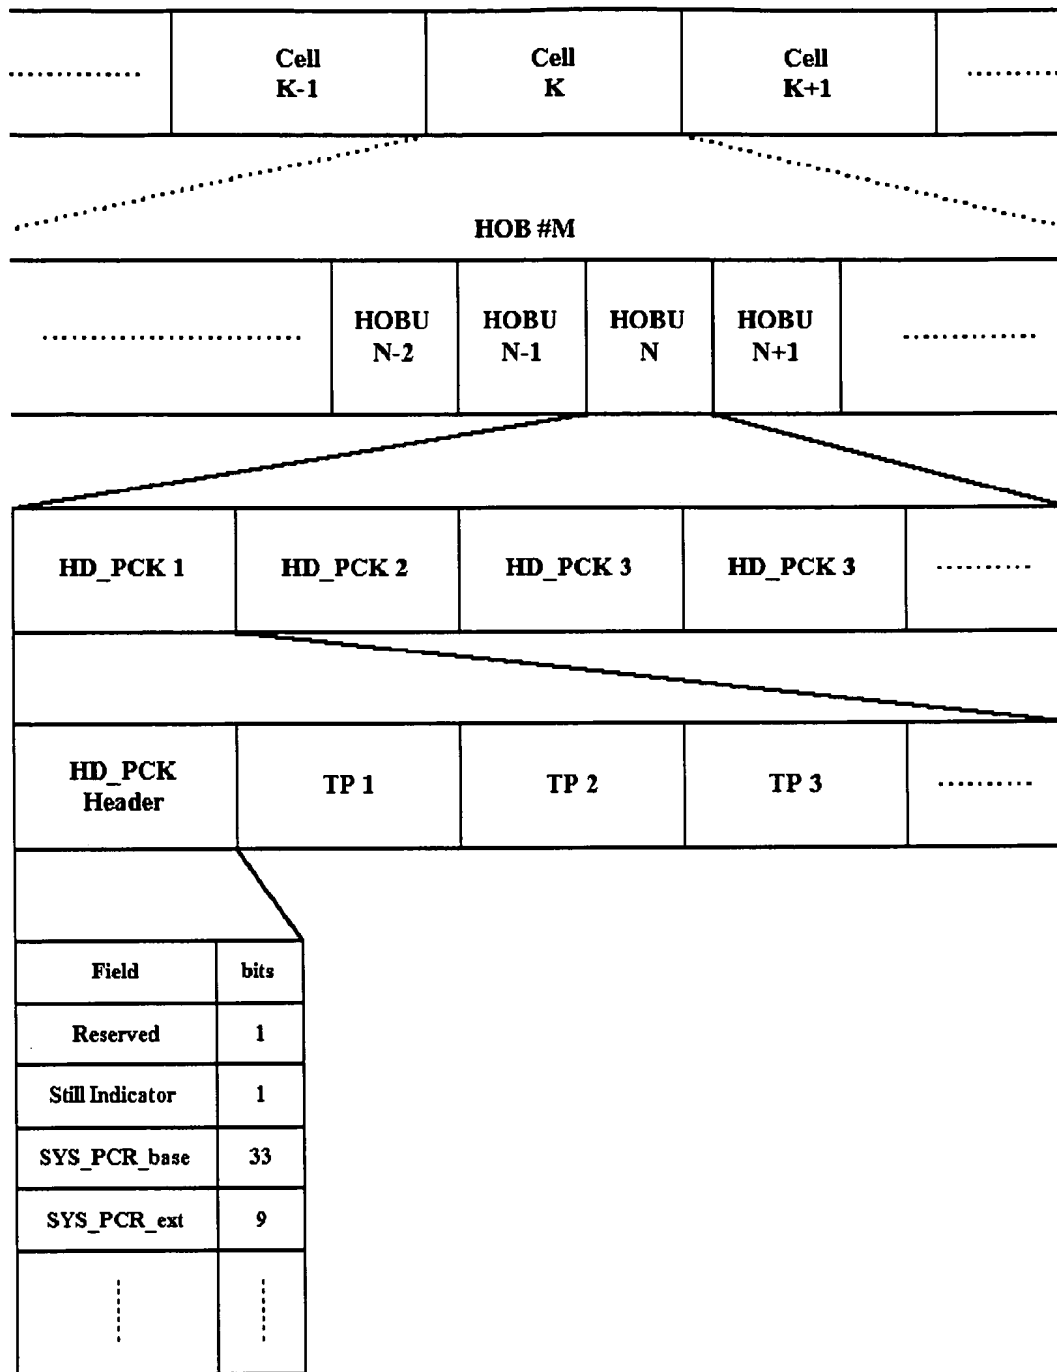 Cell K-1
Cell K
Cell K+1
HOB #M
HOBU N-2
HOBU N-1
HOBU N
HOBU N+1
HD_PCK 1
HD_PCK 2
HD_PCK 3
HD_PCK 3
HD_PCK Header
TP 1
TP 2
TP 3
Field bits
Reserved 1
Still Indicator 1
SYS_PCR_base 33
SYS_PCR_ext 9